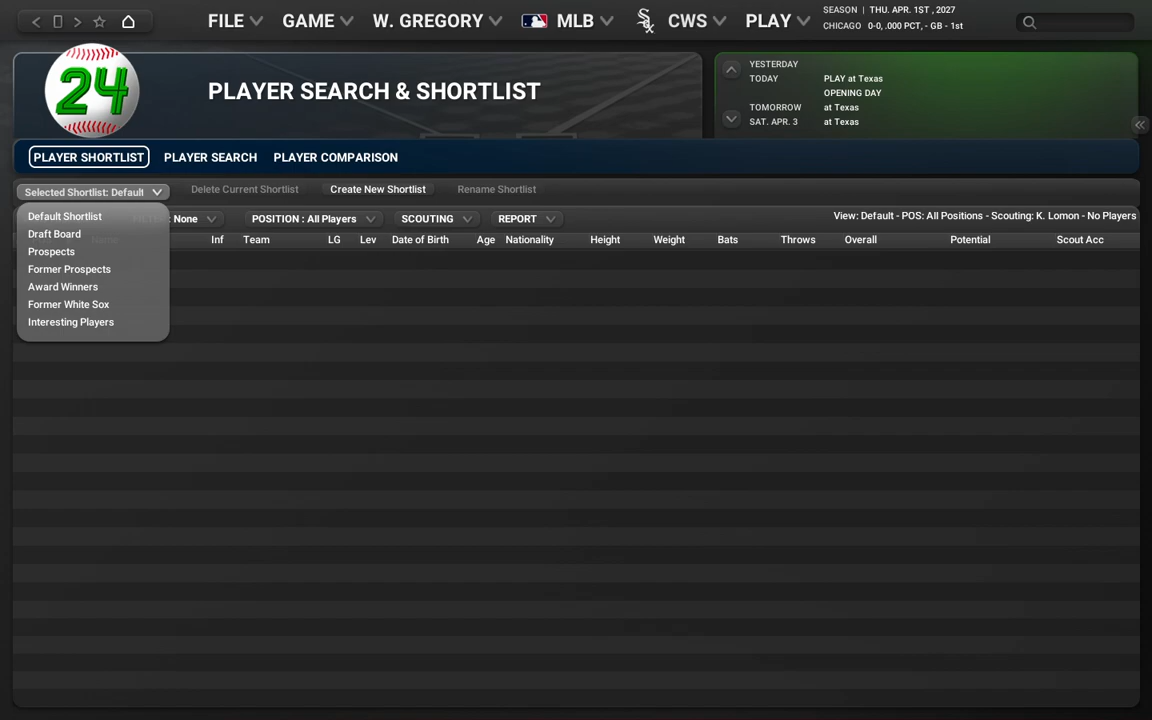 FILE GAME W. GREGORY MLB CWS PLAY
SEASON | THU. APR. 1ST , 2027
CHICAGO 0-0, .000 PCT, - GB - 1st
24
PLAYER SEARCH & SHORTLIST
YESTERDAY
TODAY PLAY at Texas
OPENING DAY
TOMORROW at Texas
SAT. APR. 3 at Texas
PLAYER SHORTLIST PLAYER SEARCH PLAYER COMPARISON
Selected Shortlist: Default Delete Current Shortlist Create New Shortlist Rename Shortlist
Default Shortlist
Draft Board
Prospects
Former Prospects
Award Winners
Former White Sox
Interesting Players
: None POSITION : All Players SCOUTING REPORT View: Default - POS: All Positions - Scouting: K. Lomon - No Players
Inf Team LG Lev Date of Birth Age Nationality Height Weight Bats Throws Overall Potential Scout Acc